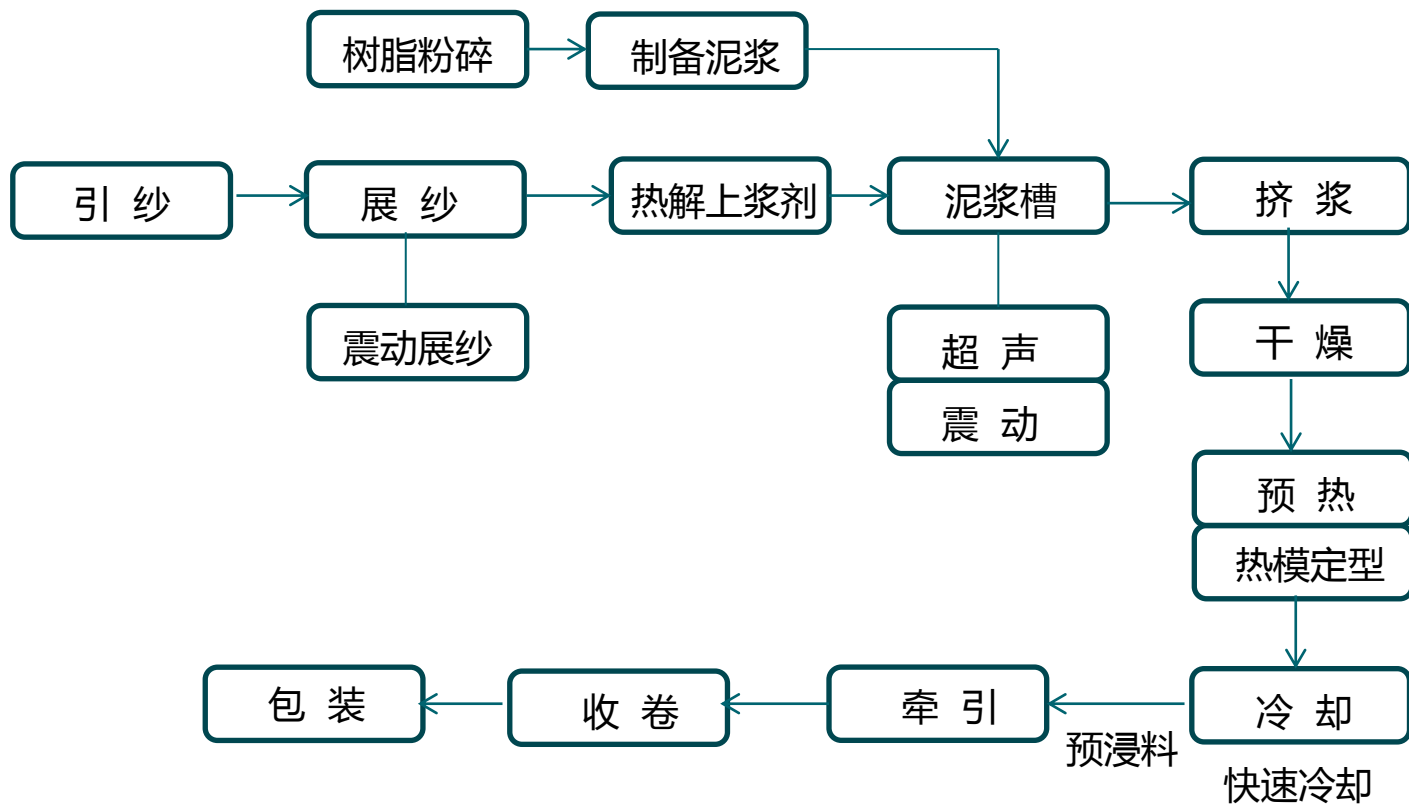 树脂粉碎
制备泥浆
引 纱
展 纱
热解上浆剂
泥浆槽
挤 浆
震动展纱
超 声
震 动
干 燥
预 热
热模定型
包 装
收 卷
牵 引
预浸料
冷 却
快速冷却